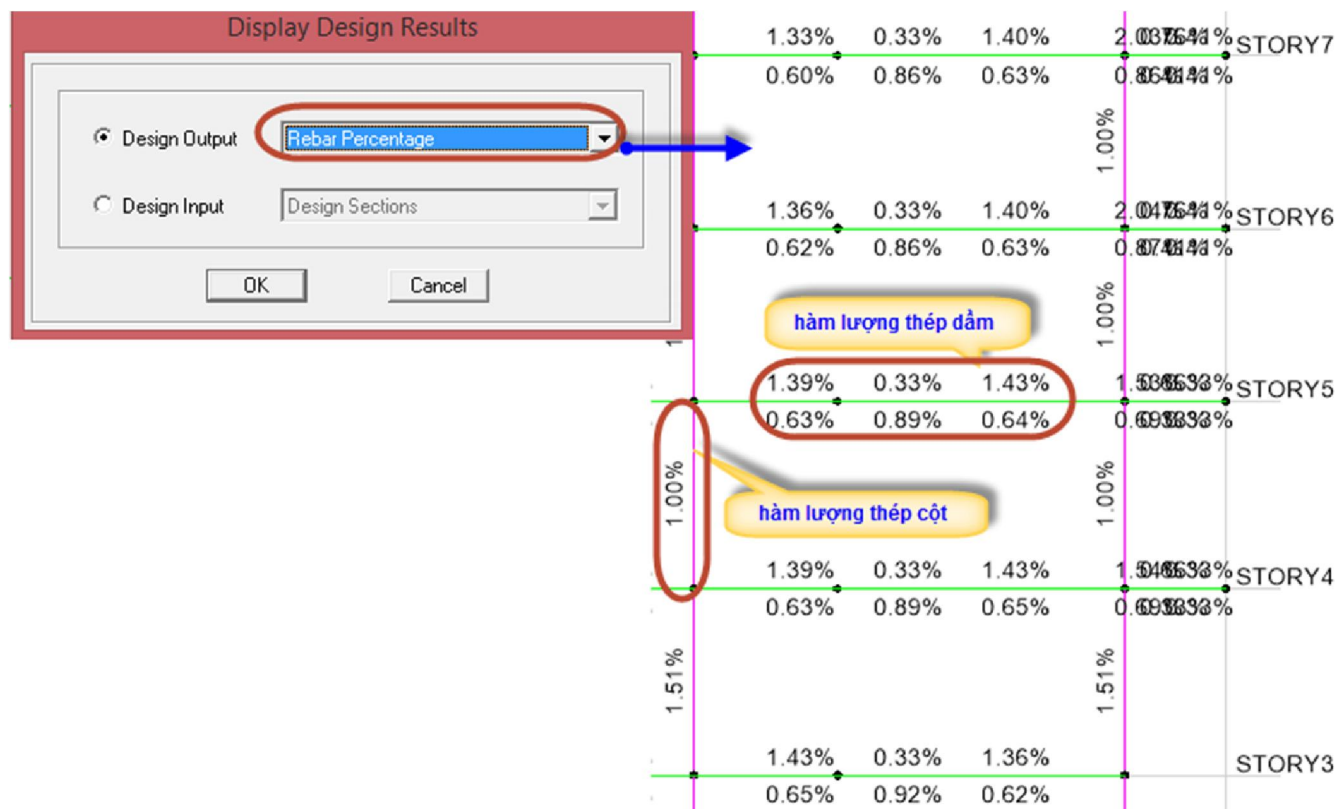 Display Design Results
Design Output
Rebar Percentage
Design Input
Design Sections
OK
Cancel
1.33% 0.33% 1.40%
STORY7
0.60% 0.86% 0.63%
1.00%
1.36% 0.33% 1.40%
STORY6
0.62% 0.86% 0.63%
1.00%
hàm lượng thép dầm
1.39% 0.33% 1.43%
STORY5
0.63% 0.89% 0.64%
1.00%
1.00%
hàm lượng thép cột
1.39% 0.33% 1.43%
STORY4
0.63% 0.89% 0.65%
1.51%
1.51%
1.43% 0.33% 1.36%
STORY3
0.65% 0.92% 0.62%